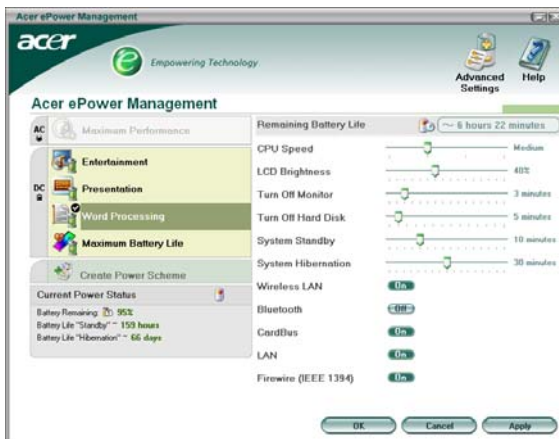 Acer ePower Management
acer
Empowering Technology
Advanced Settings
Help
Acer ePower Management
AC
Maximum Performance
DC
Entertainment
Presentation
Word Processing
Maximum Battery Life
Create Power Scheme
Current Power Status
Battery Remaining: 95%
Battery Life "Standby" ~ 159 hours
Battery Life "Hibernation" ~ 66 days
Remaining Battery Life ~ 6 hours 22 minutes
CPU Speed Medium
LCD Brightness 40%
Turn Off Monitor 3 minutes
Turn Off Hard Disk 5 minutes
System Standby 10 minutes
System Hibernation 30 minutes
Wireless LAN On
Bluetooth Off
CardBus On
LAN On
Firewire (IEEE 1394) On
OK Cancel Apply